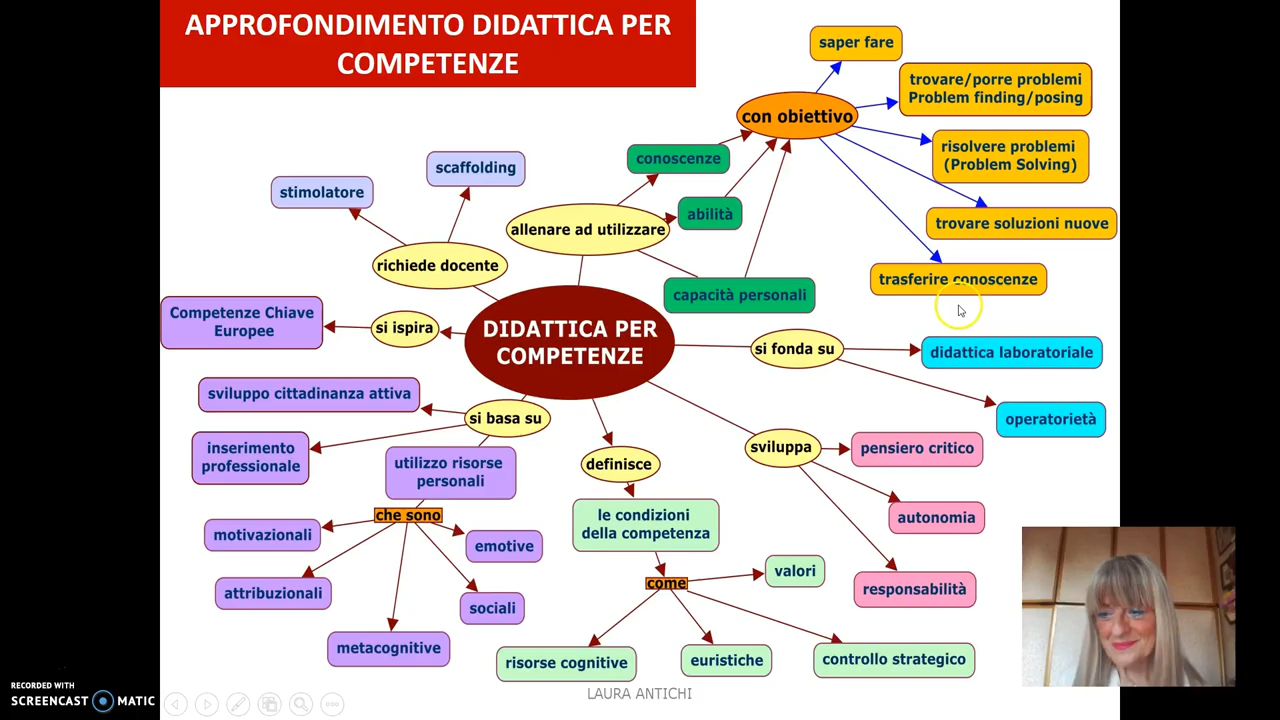 APPROFONDIMENTO DIDATTICA PER
COMPETENZE
saper fare
trovare/porre problemi
Problem finding/posing
con obiettivo
risolvere problemi
(Problem Solving)
trovare soluzioni nuove
trasferire conoscenze
conoscenze
abilità
capacità personali
allenare ad utilizzare
scaffolding
stimolatore
richiede docente
Competenze Chiave
Europee
si ispira
DIDATTICA PER
COMPETENZE
si fonda su
didattica laboratoriale
operatorietà
sviluppo cittadinanza attiva
si basa su
inserimento
professionale
utilizzo risorse
personali
che sono
motivazionali
emotive
attribuzionali
sociali
metacognitive
definisce
le condizioni
della competenza
come
valori
risorse cognitive
euristiche
controllo strategico
sviluppa
pensiero critico
autonomia
responsabilità
LAURA ANTICHI
RECORDED WITH
SCREENCAST MATIC